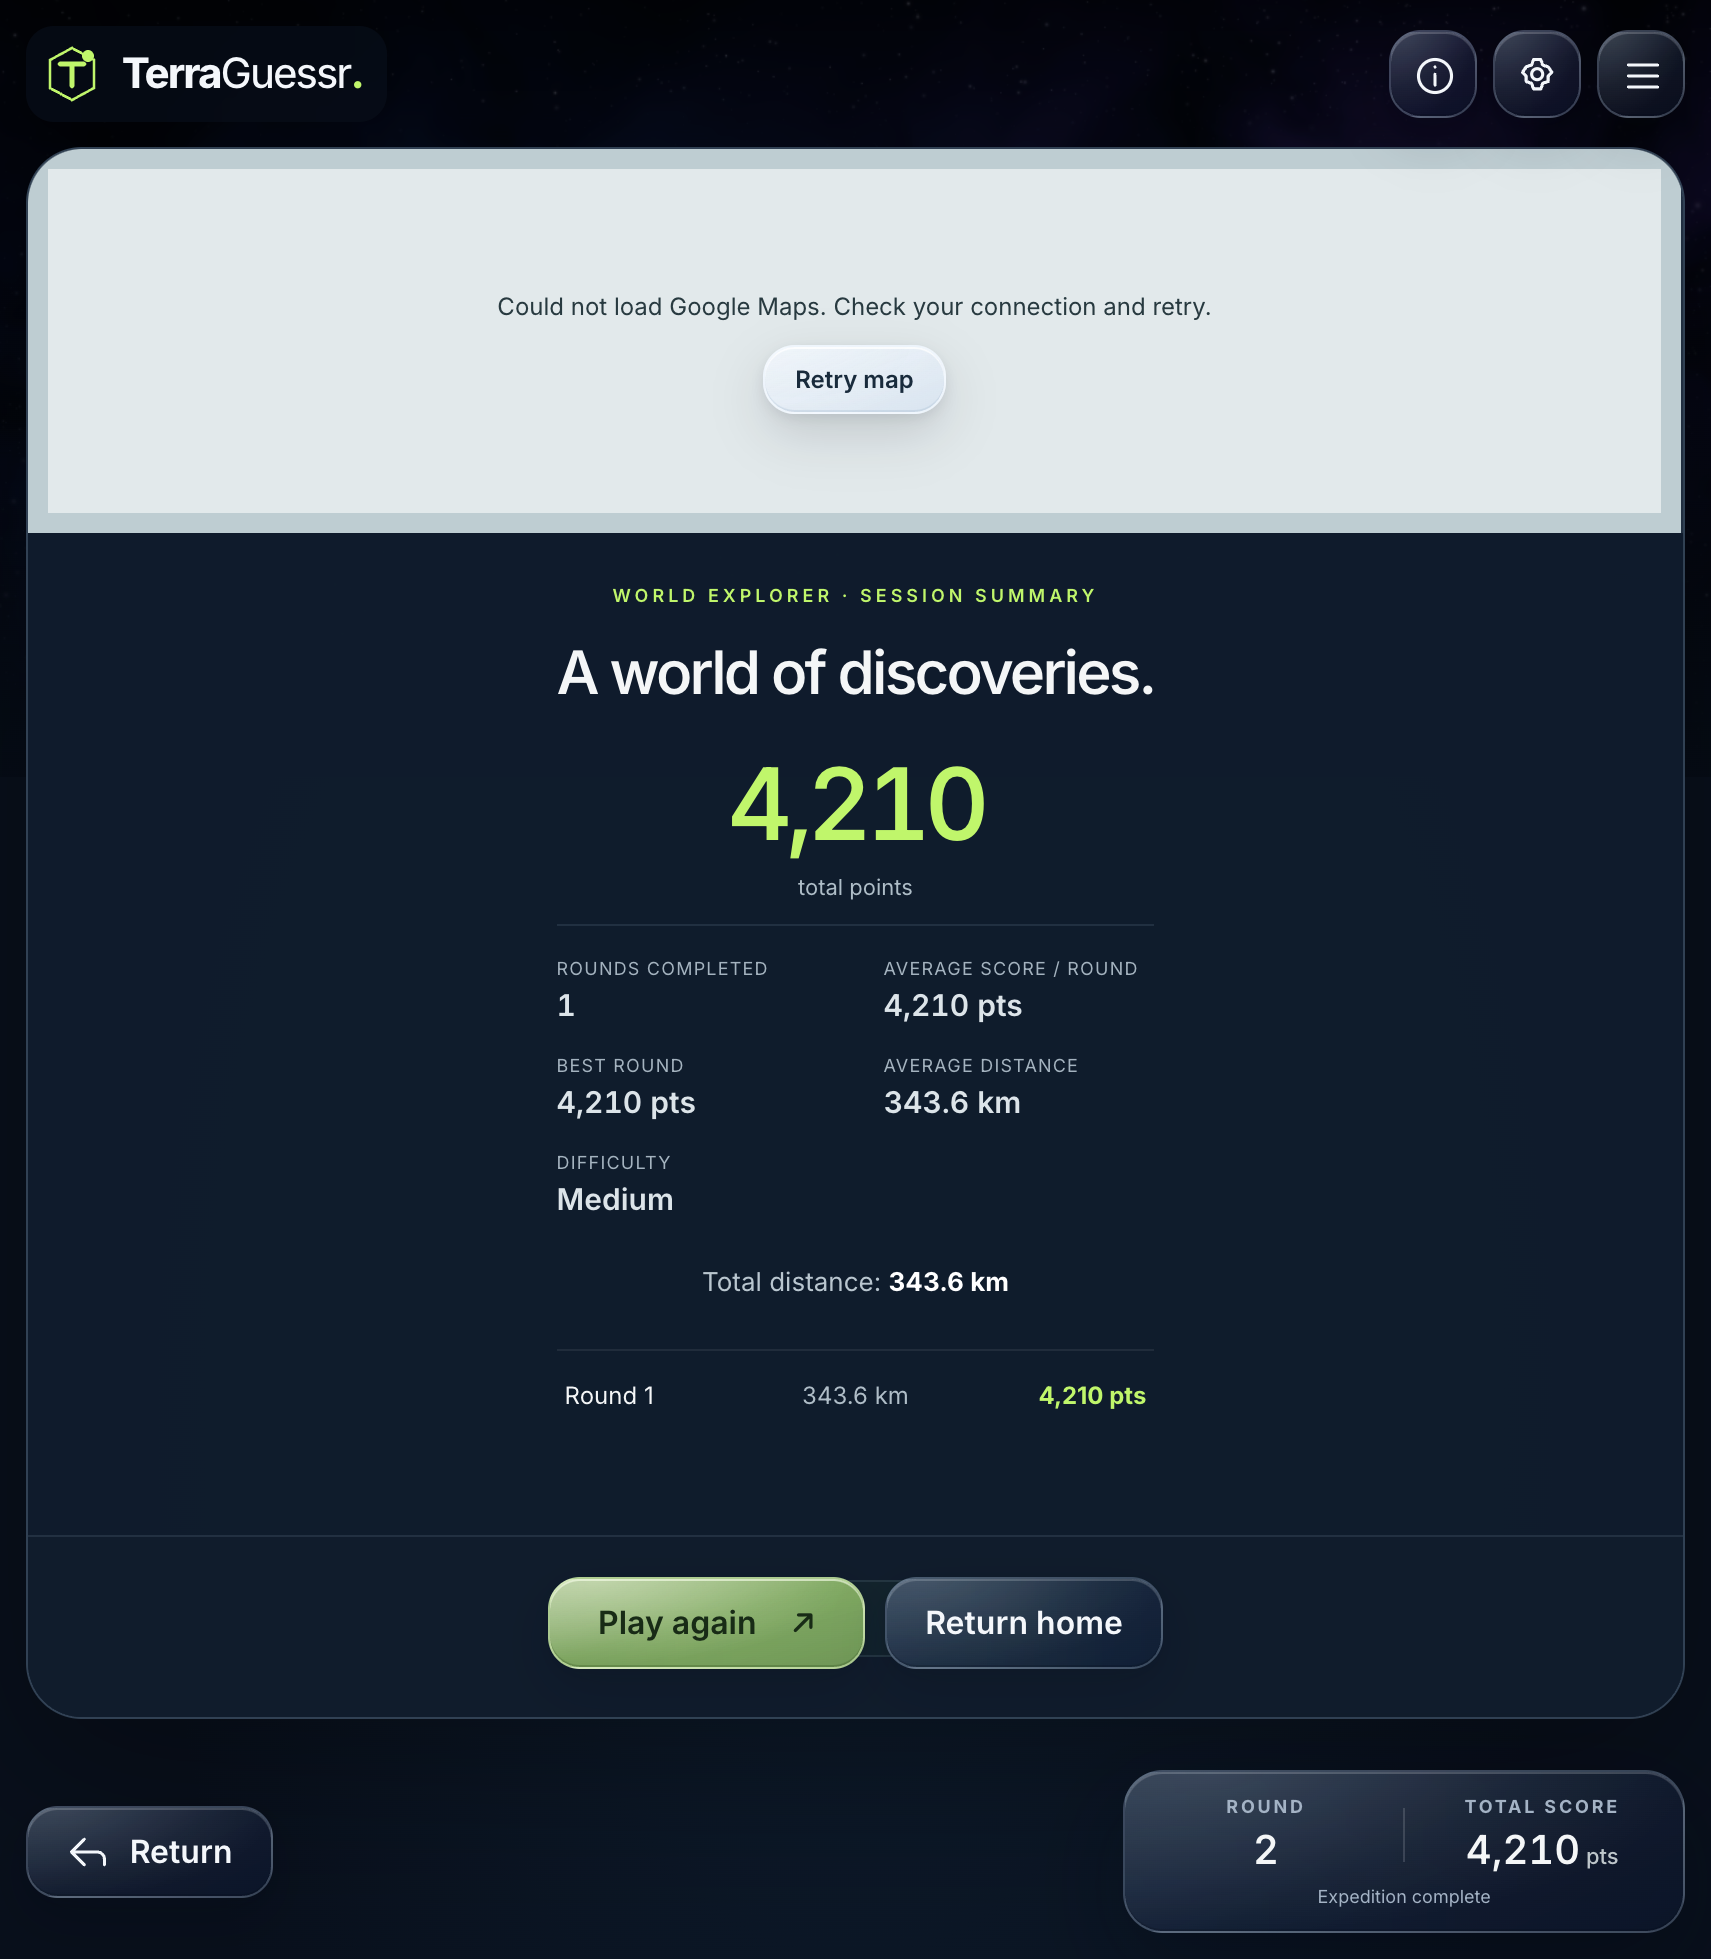 TerraGuessr.
Could not load Google Maps. Check your connection and retry.
Retry map
WORLD EXPLORER · SESSION SUMMARY
A world of discoveries.
4,210
total points
ROUNDS COMPLETED
1
AVERAGE SCORE / ROUND
4,210 pts
BEST ROUND
4,210 pts
AVERAGE DISTANCE
343.6 km
DIFFICULTY
Medium
Total distance: 343.6 km
Round 1 343.6 km 4,210 pts
Play again
Return home
Return
ROUND
2
TOTAL SCORE
4,210 pts
Expedition complete